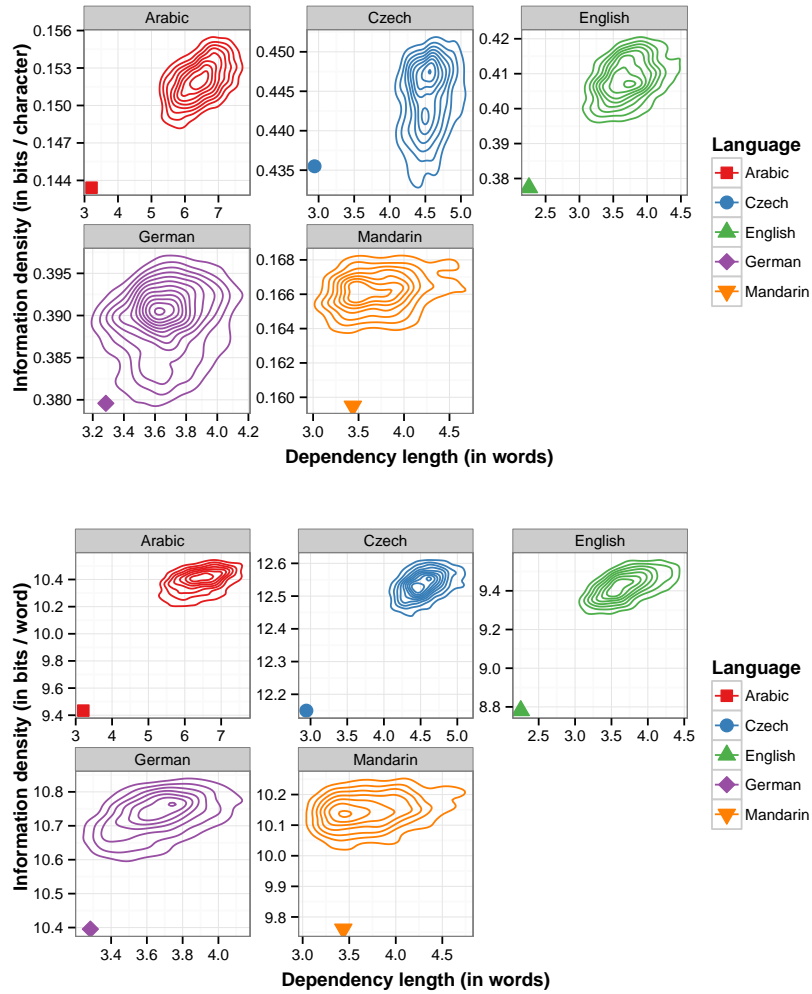 Arabic Czech English
0.156
0.153
0.150
0.147
0.144
3 4 5 6 7
0.450
0.445
0.440
0.435
3.0 3.5 4.0 4.5 5.0
0.42
0.41
0.40
0.39
0.38
2.5 3.0 3.5 4.0 4.5
German Mandarin
0.395
0.390
0.385
0.380
3.2 3.4 3.6 3.8 4.0 4.2
0.168
0.166
0.164
0.162
0.160
3.0 3.5 4.0 4.5
Information density (in bits / character)
Dependency length (in words)
Language
Arabic
Czech
English
German
Mandarin
Arabic Czech English
10.4
10.2
10.0
9.8
9.6
9.4
3 4 5 6 7
12.6
12.5
12.4
12.3
12.2
3.0 3.5 4.0 4.5 5.0
9.4
9.2
9.0
8.8
2.5 3.0 3.5 4.0 4.5
German Mandarin
10.8
10.7
10.6
10.5
10.4
3.4 3.6 3.8 4.0
10.2
10.1
10.0
9.9
9.8
3.0 3.5 4.0 4.5
Information density (in bits / word)
Dependency length (in words)
Language
Arabic
Czech
English
German
Mandarin